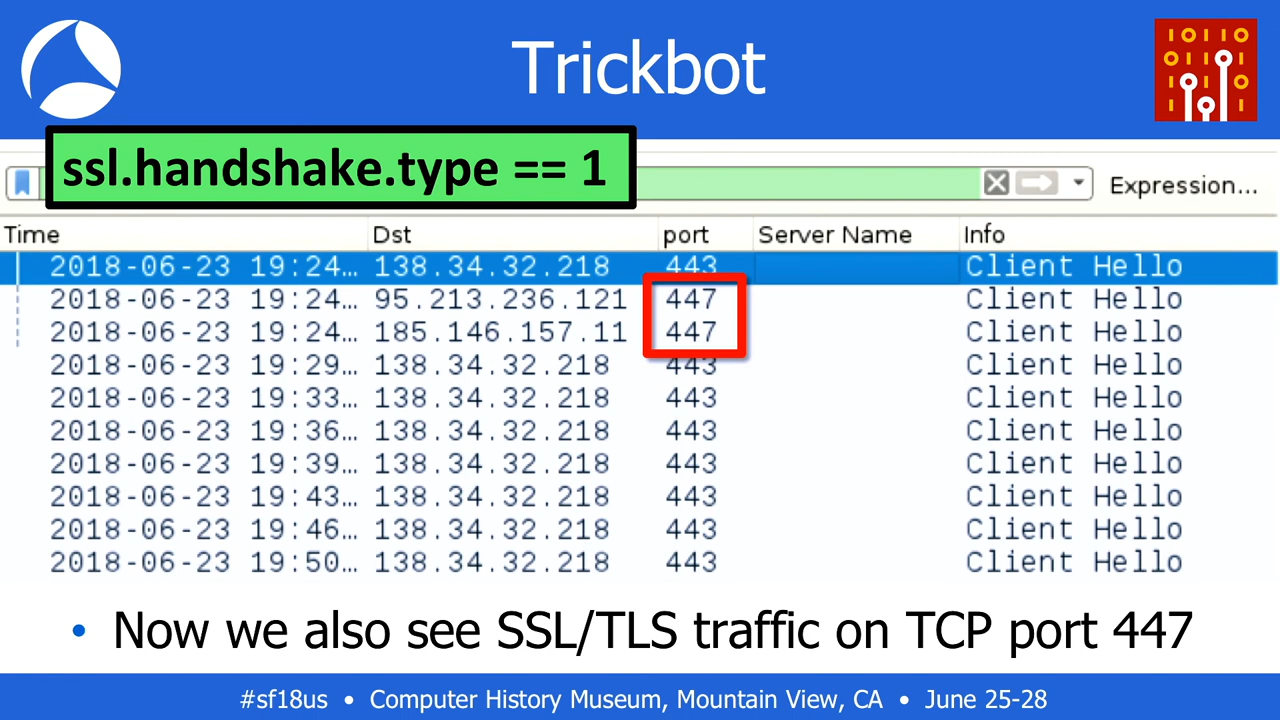 Trickbot
ssl.handshake.type == 1
Expression...
Time Dst port Server Name Info
2018-06-23 19:24… 138.34.32.218 443 Client Hello
2018-06-23 19:24… 95.213.236.121 447 Client Hello
2018-06-23 19:24… 185.146.157.11 447 Client Hello
2018-06-23 19:29… 138.34.32.218 443 Client Hello
2018-06-23 19:33… 138.34.32.218 443 Client Hello
2018-06-23 19:36… 138.34.32.218 443 Client Hello
2018-06-23 19:39… 138.34.32.218 443 Client Hello
2018-06-23 19:43… 138.34.32.218 443 Client Hello
2018-06-23 19:46… 138.34.32.218 443 Client Hello
2018-06-23 19:50… 138.34.32.218 443 Client Hello
• Now we also see SSL/TLS traffic on TCP port 447
#sf18us • Computer History Museum, Mountain View, CA • June 25-28